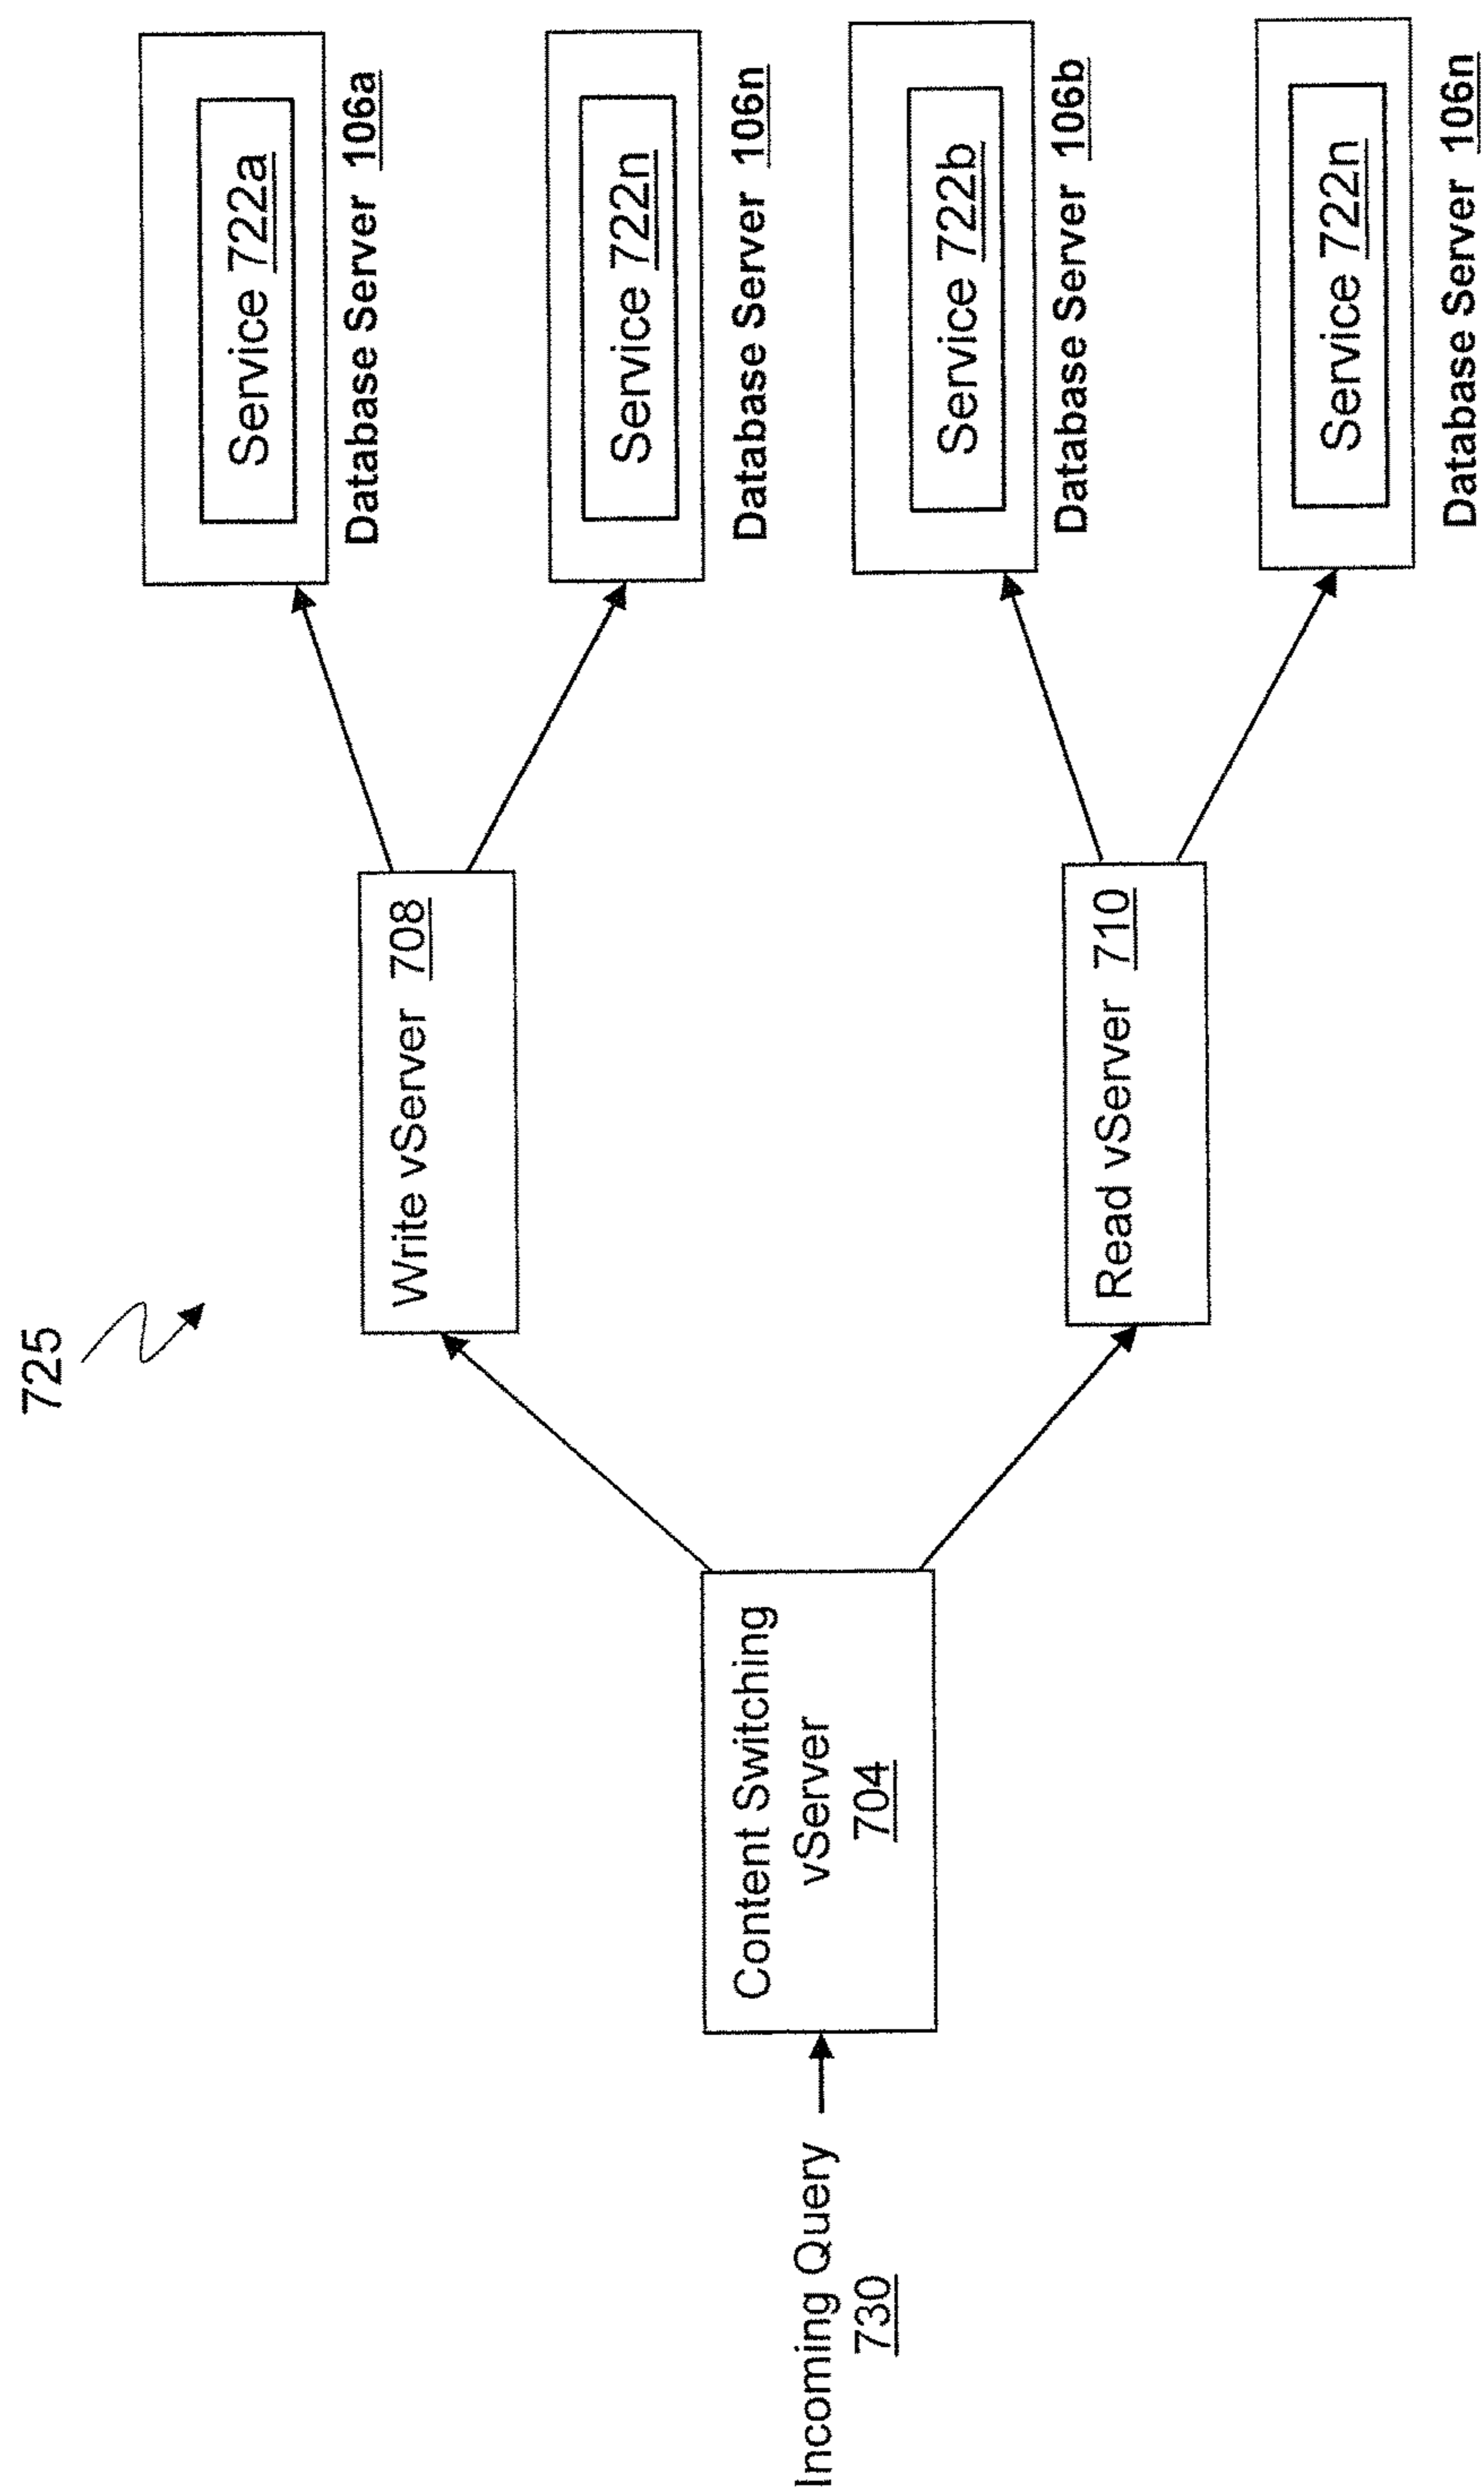 725
Incoming Query
730
Content Switching
vServer
704
Write vServer 708
Read vServer 710
Service 722a
Database Server 106a
Service 722n
Database Server 106n
Service 722b
Database Server 106b
Service 722n
Database Server 106n